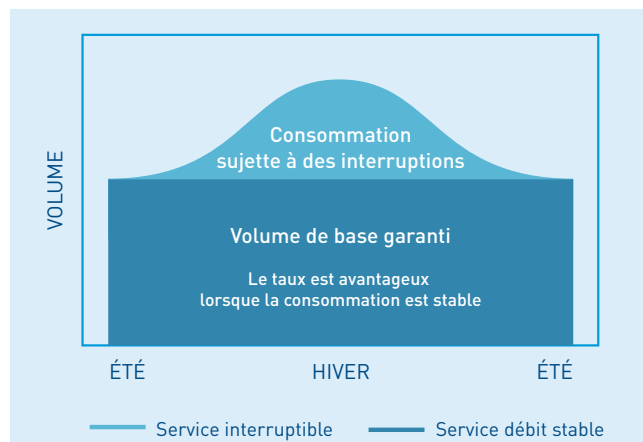 VOLUME
Consommation
sujette à des interruptions
Volume de base garanti
Le taux est avantageux
lorsque la consommation est stable
ÉTÉ HIVER ÉTÉ
Service interruptible Service débit stable